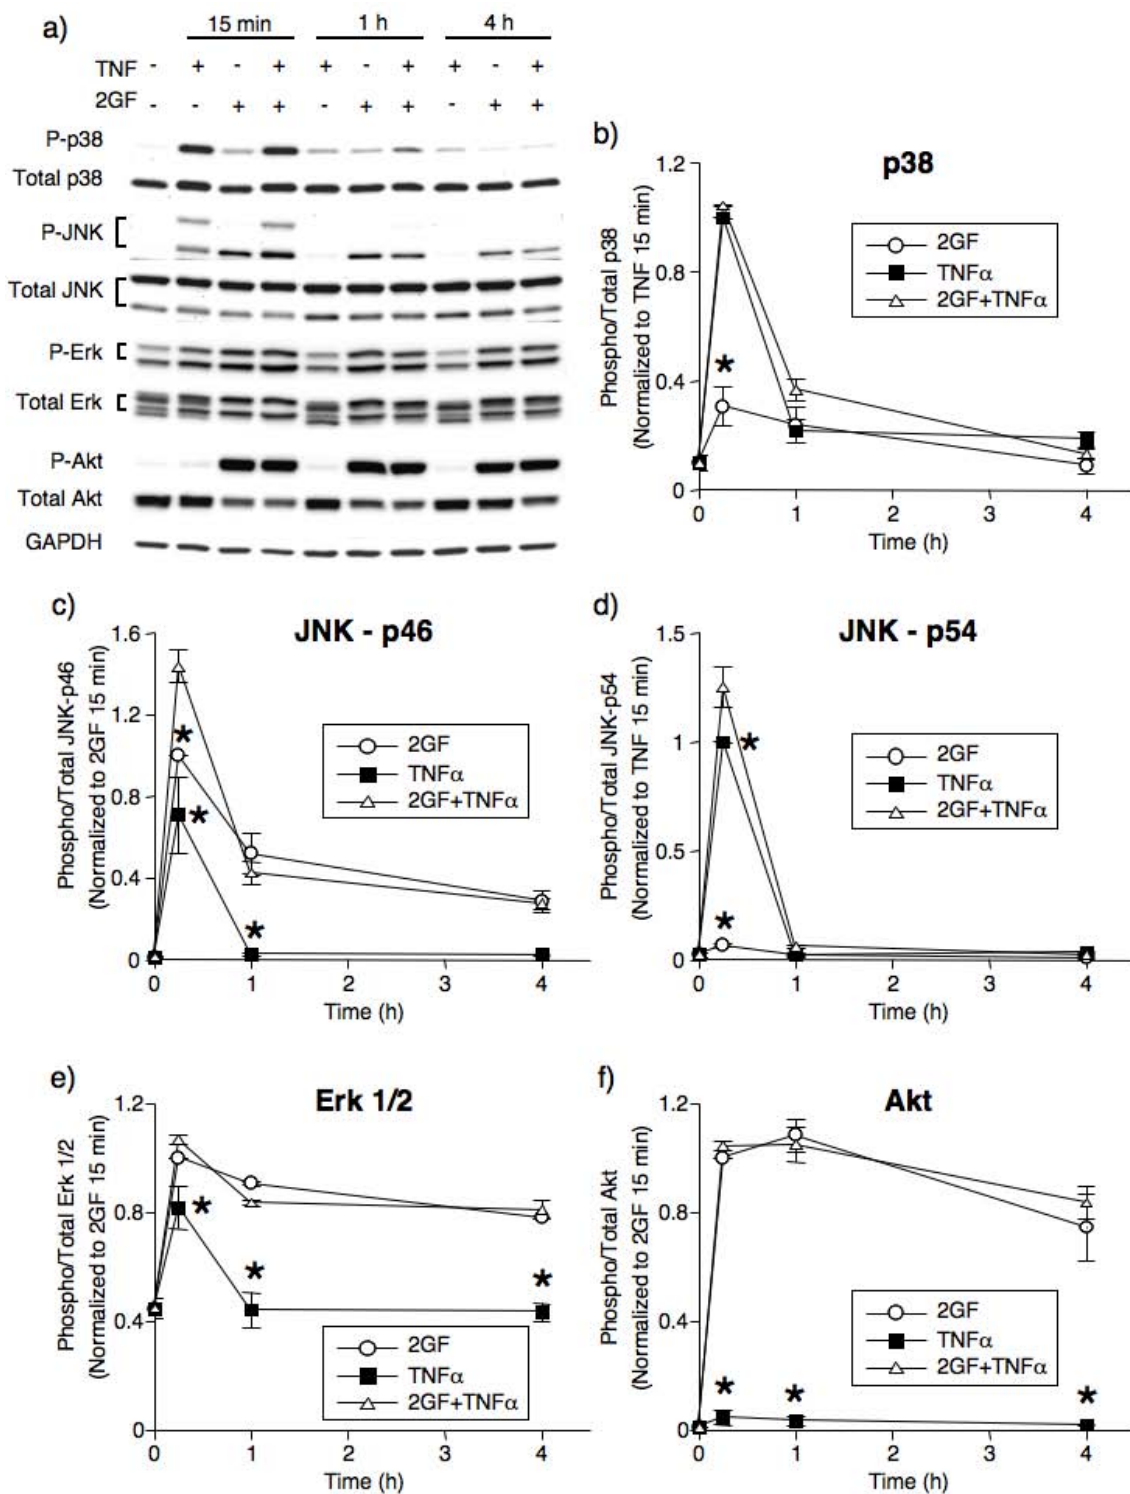 a)
15 min 1 h 4 h
TNF - + - + + - + + - +
2GF - - + + - + + - + +
P-p38
Total p38
P-JNK
Total JNK
P-Erk
Total Erk
P-Akt
Total Akt
GAPDH
b)
p38
Phospho/Total p38
(Normalized to TNF 15 min)
1.2
0.8
0.4
0
2GF
TNFα
2GF+TNFα
*
0 1 2 3 4
Time (h)
c)
JNK - p46
Phospho/Total JNK-p46
(Normalized to 2GF 15 min)
1.6
1.2
0.8
0.4
0
2GF
TNFα
2GF+TNFα
*
*
*
0 1 2 3 4
Time (h)
d)
JNK - p54
Phospho/Total JNK-p54
(Normalized to TNF 15 min)
1.5
1
0.5
0
2GF
TNFα
2GF+TNFα
*
*
0 1 2 3 4
Time (h)
e)
Erk 1/2
Phospho/Total Erk 1/2
(Normalized to 2GF 15 min)
1.2
0.8
0.4
0
*
*
*
2GF
TNFα
2GF+TNFα
0 1 2 3 4
Time (h)
f)
Akt
Phospho/Total Akt
(Normalized to 2GF 15 min)
1.2
0.8
0.4
0
2GF
TNFα
2GF+TNFα
* * *
0 1 2 3 4
Time (h)